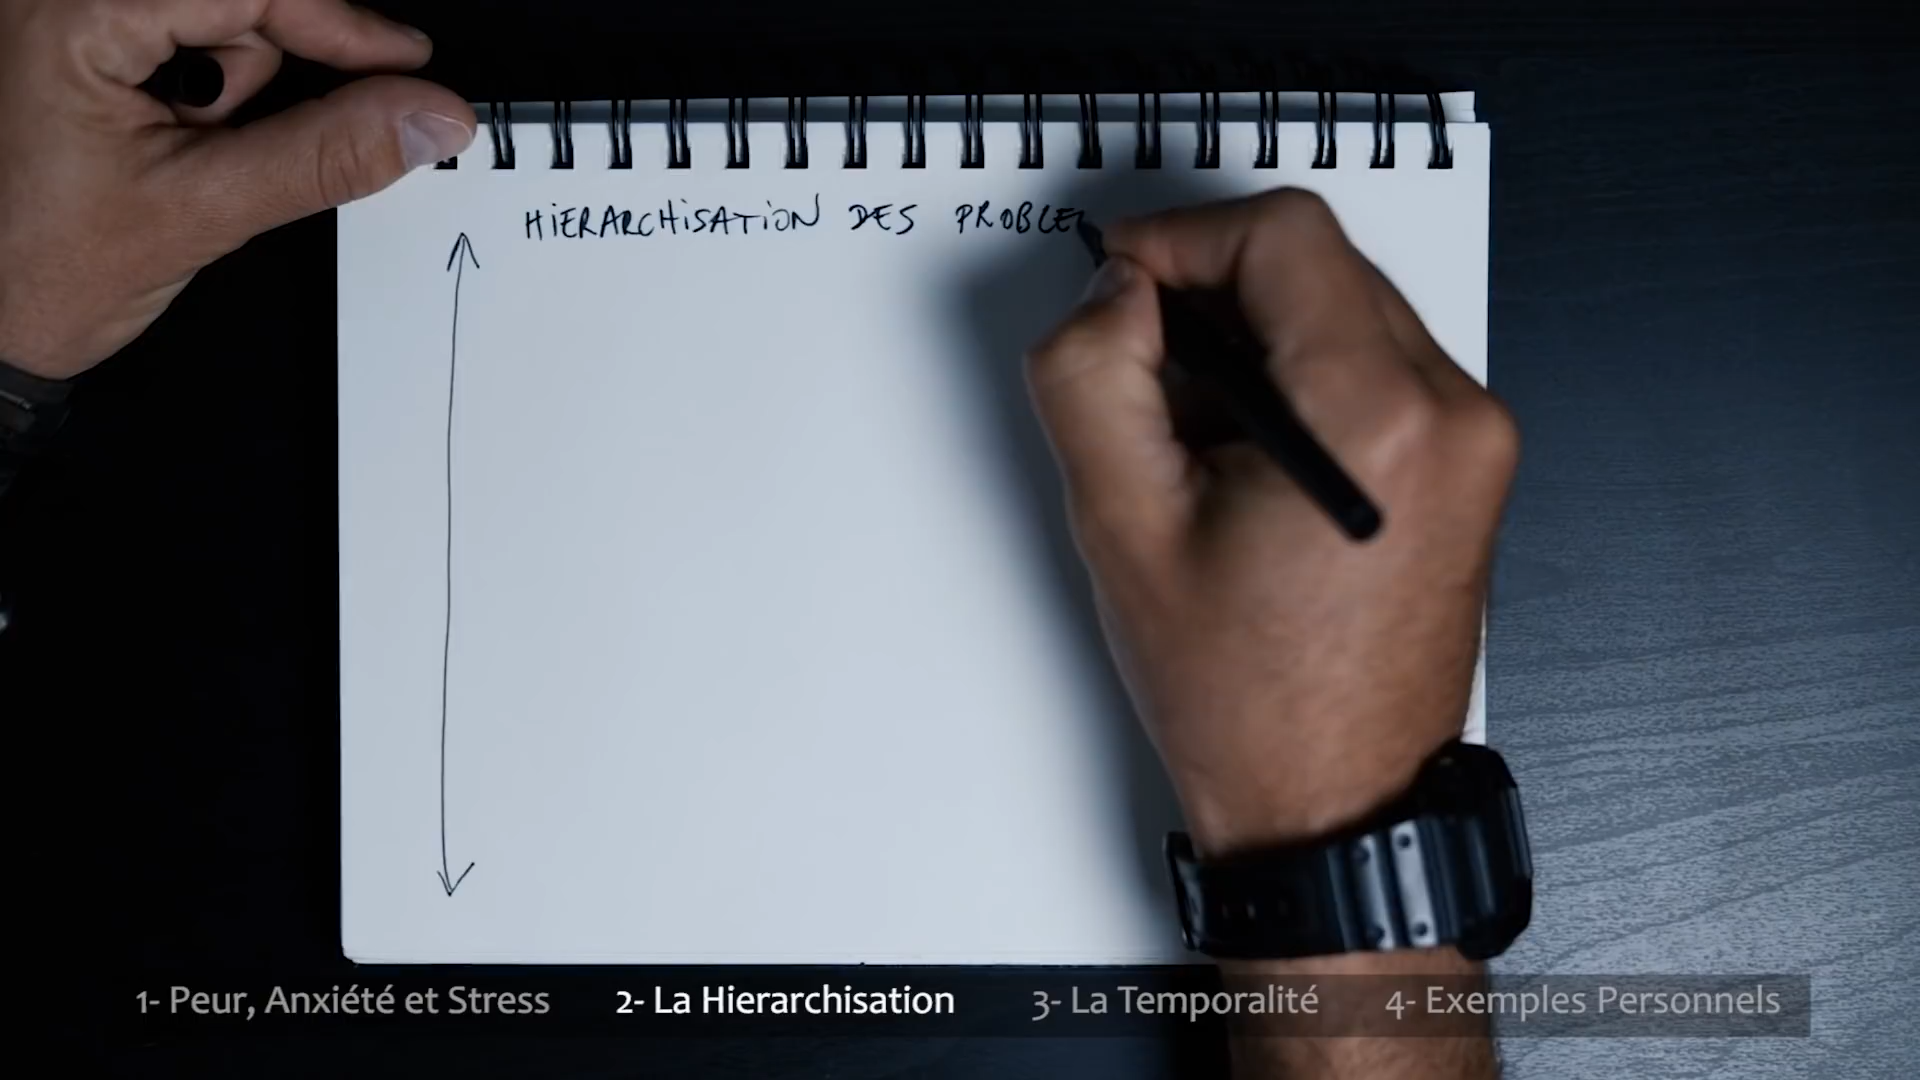 HiERARCHiSATiON DES PROBLE
1- Peur, Anxiété et Stress 2- La Hierarchisation 3- La Temporalité 4- Exemples Personnels